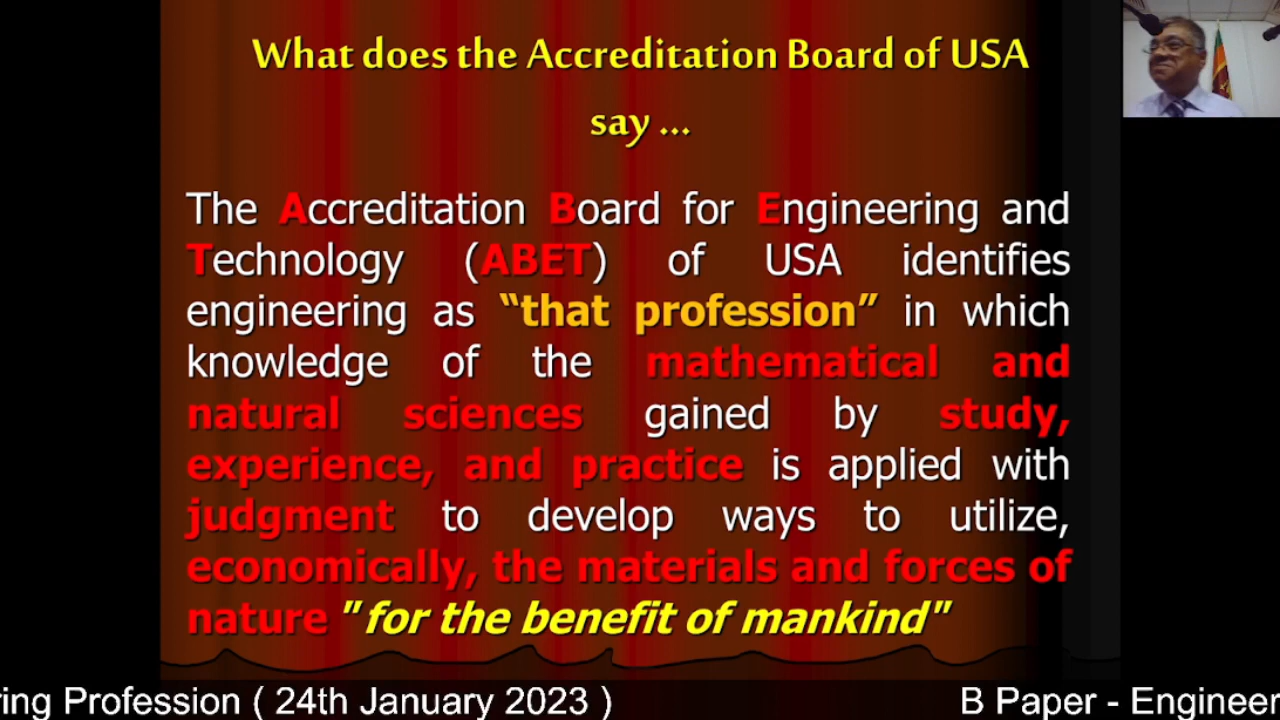 What does the Accreditation Board of USA
say ...
The Accreditation Board for Engineering and
Technology (ABET) of USA identifies
engineering as “that profession” in which
knowledge of the mathematical and
natural sciences gained by study,
experience, and practice is applied with
judgment to develop ways to utilize,
economically, the materials and forces of
nature "for the benefit of mankind"
Profession ( 24th January 2023 ) B Paper -